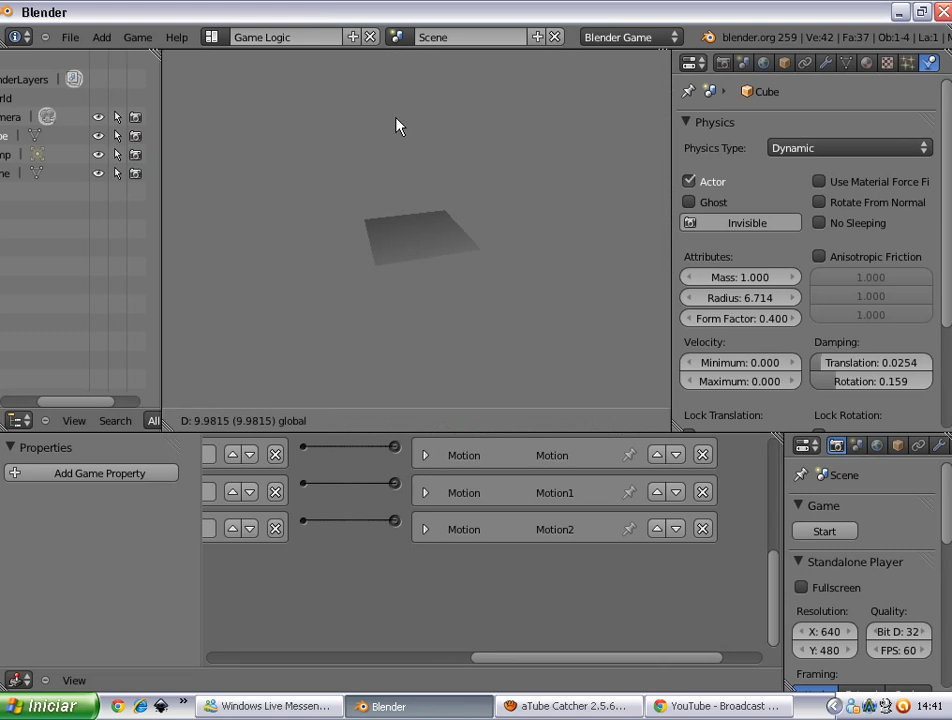 Blender
File Add Game Help Game Logic Scene Blender Game blender.org 259 | Ve:42 | Fa:37 | Ob:1-4 | La:1 |
nderLayers
rld
mera
be
mp
ne
Cube
Physics
Physics Type: Dynamic
Actor
Use Material Force Fi
Ghost
Rotate From Normal
Invisible
No Sleeping
Attributes:
Anisotropic Friction
Mass: 1.000
1.000
Radius: 6.714
1.000
Form Factor: 0.400
1.000
Velocity:
Damping:
Minimum: 0.000
Translation: 0.0254
Maximum: 0.000
Rotation: 0.159
Lock Translation:
Lock Rotation:
View Search All
D: 9.9815 (9.9815) global
Properties
Add Game Property
Motion Motion
Motion Motion1
Motion Motion2
View
Scene
Game
Start
Standalone Player
Fullscreen
Resolution:
Quality:
X: 640
Bit D: 32
Y: 480
FPS: 60
Framing:
Iniciar
Windows Live Messen...
Blender
aTube Catcher 2.5.6...
YouTube - Broadcast ...
14:41